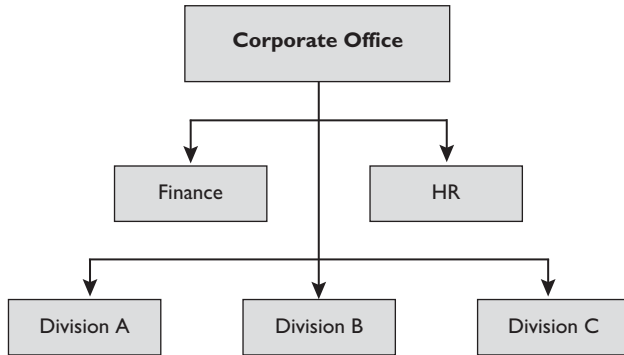 Corporate Office
Finance
HR
Division A
Division B
Division C